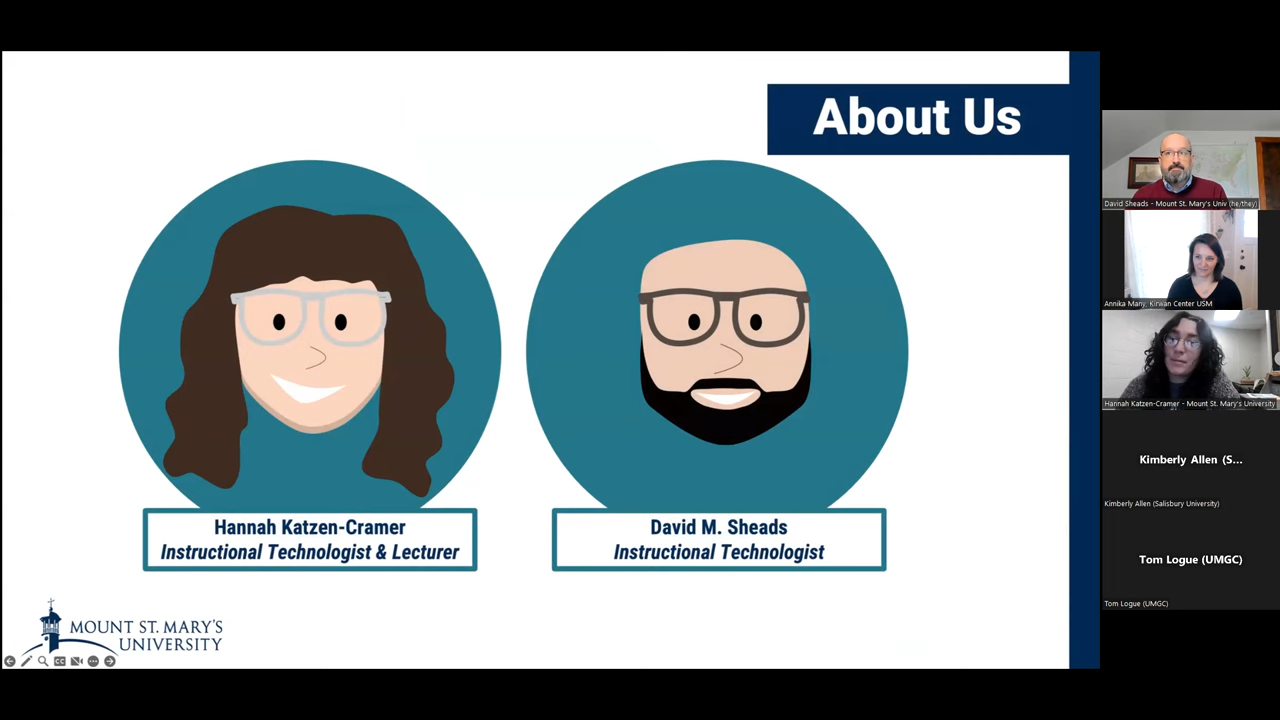 About Us
Hannah Katzen-Cramer
Instructional Technologist & Lecturer
David M. Sheads
Instructional Technologist
MOUNT ST. MARY'S
UNIVERSITY
CC
David Sheads - Mount St. Mary's Univ (he/they)
Annika Many, Kirwan Center USM
Hannah Katzen-Cramer - Mount St. Mary's University
Kimberly Allen (S...
Kimberly Allen (Salisbury University)
Tom Logue (UMGC)
Tom Logue (UMGC)